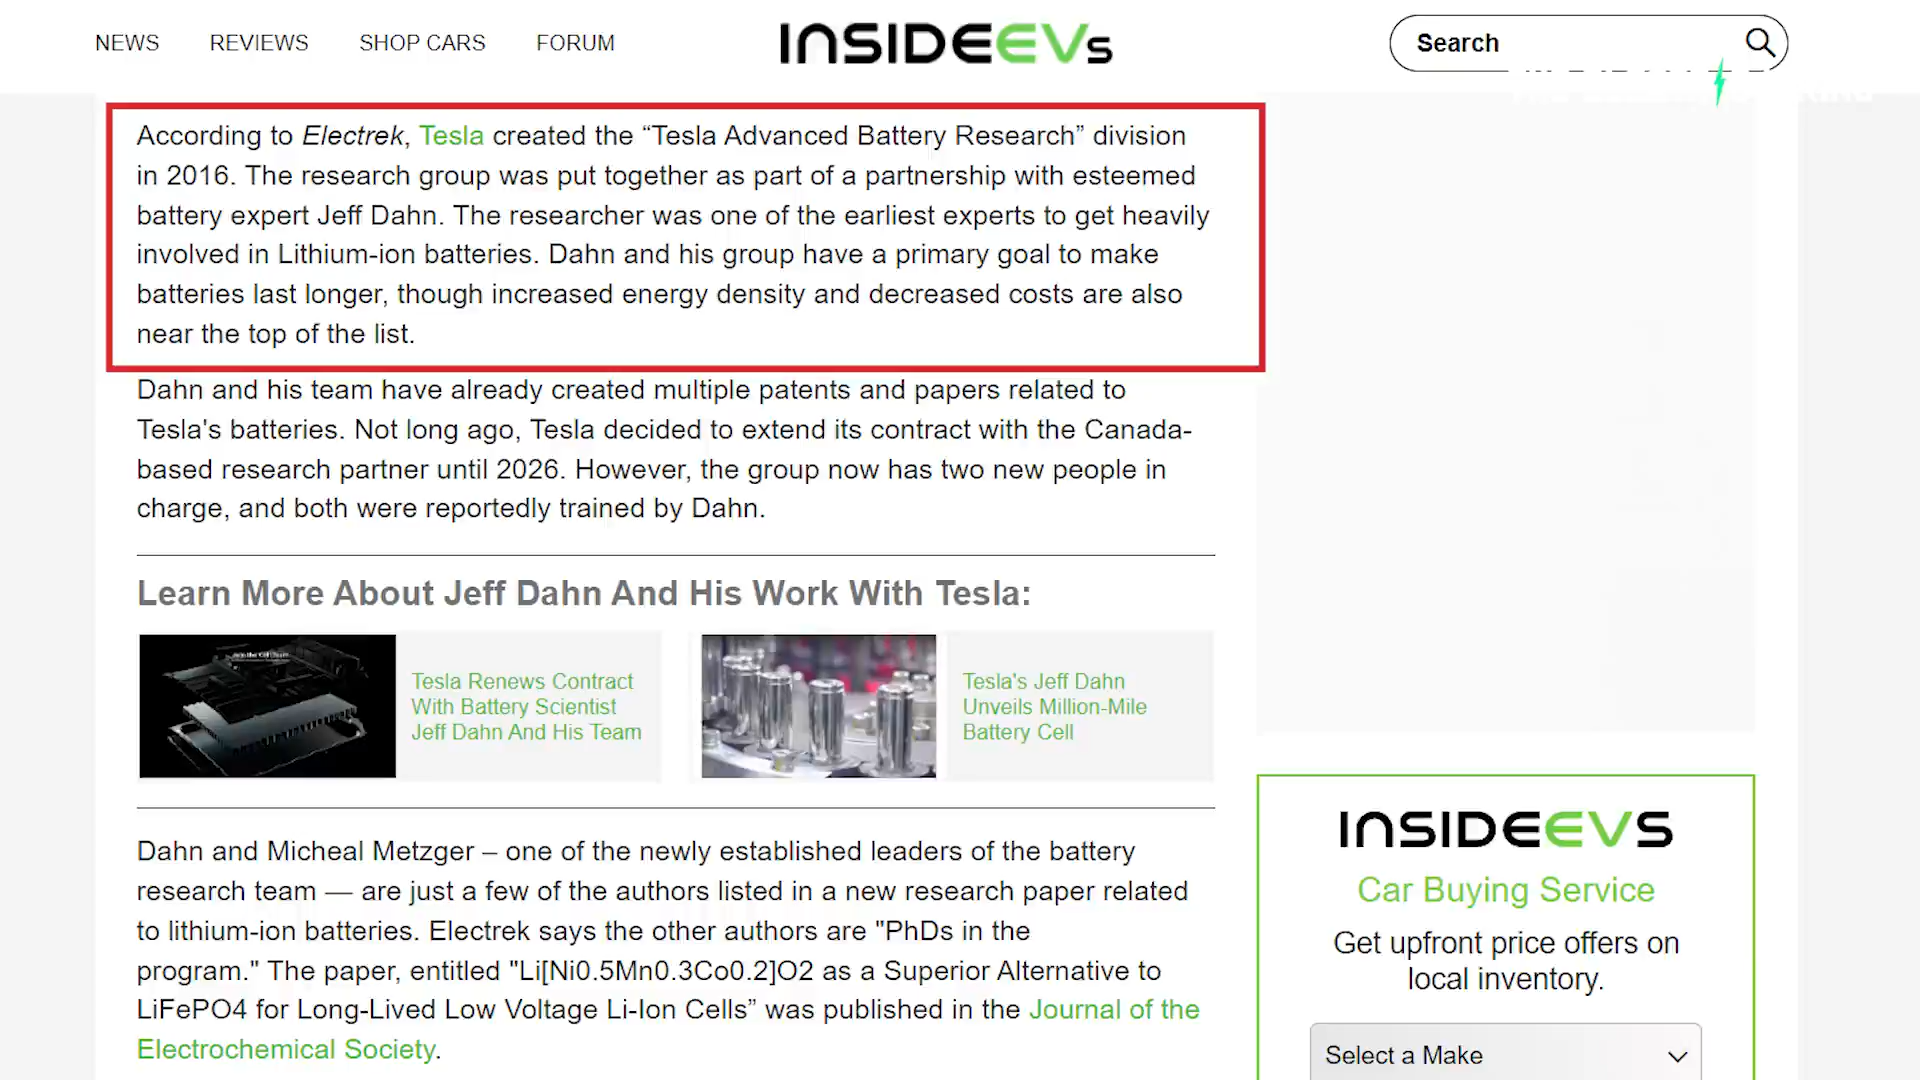 NEWS REVIEWS SHOP CARS FORUM INSIDEEVs Search
According to Electrek, Tesla created the “Tesla Advanced Battery Research” division
in 2016. The research group was put together as part of a partnership with esteemed
battery expert Jeff Dahn. The researcher was one of the earliest experts to get heavily
involved in Lithium-ion batteries. Dahn and his group have a primary goal to make
batteries last longer, though increased energy density and decreased costs are also
near the top of the list.
Dahn and his team have already created multiple patents and papers related to
Tesla's batteries. Not long ago, Tesla decided to extend its contract with the Canada-
based research partner until 2026. However, the group now has two new people in
charge, and both were reportedly trained by Dahn.
Learn More About Jeff Dahn And His Work With Tesla:
Tesla Renews Contract
With Battery Scientist
Jeff Dahn And His Team
Tesla's Jeff Dahn
Unveils Million-Mile
Battery Cell
Dahn and Micheal Metzger – one of the newly established leaders of the battery
research team — are just a few of the authors listed in a new research paper related
to lithium-ion batteries. Electrek says the other authors are "PhDs in the
program." The paper, entitled "Li[Ni0.5Mn0.3Co0.2]O2 as a Superior Alternative to
LiFePO4 for Long-Lived Low Voltage Li-Ion Cells” was published in the Journal of the
Electrochemical Society.
INSIDEEVs
Car Buying Service
Get upfront price offers on
local inventory.
Select a Make